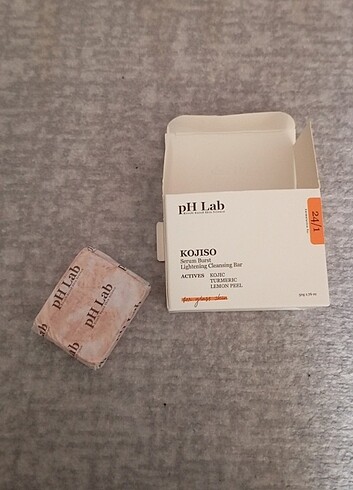 pH Lab
24/1
KOJISO
Serum Burst
Lightening Cleansing Bar
ACTIVES KOJIC
TURMERIC
LEMON PEEL
pH Lab
pH Lab